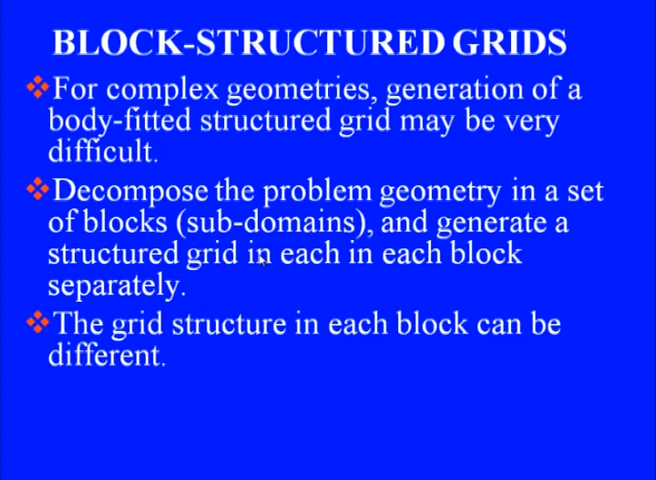 BLOCK-STRUCTURED GRIDS
For complex geometries, generation of a
body-fitted structured grid may be very
difficult.
Decompose the problem geometry in a set
of blocks (sub-domains), and generate a
structured grid in each in each block
separately.
The grid structure in each block can be
different.